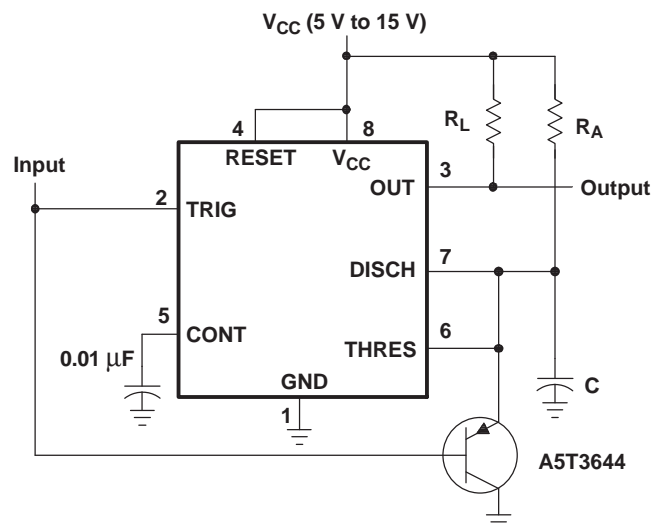 VCC (5 V to 15 V)
4
8
RL
RA
RESET
VCC
Input
3
2
OUT
Output
TRIG
7
DISCH
5
CONT
6
0.01 μF
THRES
GND
C
1
A5T3644